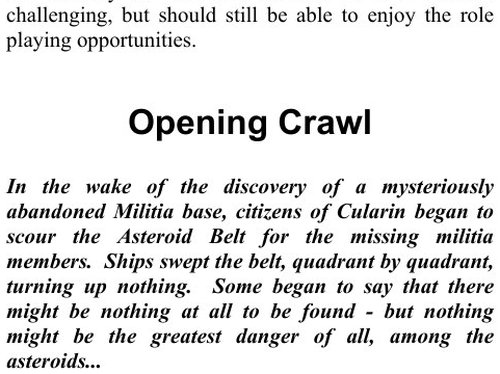 challenging, but should still be able to enjoy the role
playing opportunities.
Opening Crawl
In the wake of the discovery of a mysteriously
abandoned Militia base, citizens of Cularin began to
scour the Asteroid Belt for the missing militia
members. Ships swept the belt, quadrant by quadrant,
turning up nothing. Some began to say that there
might be nothing at all to be found - but nothing
might be the greatest danger of all, among the
asteroids...